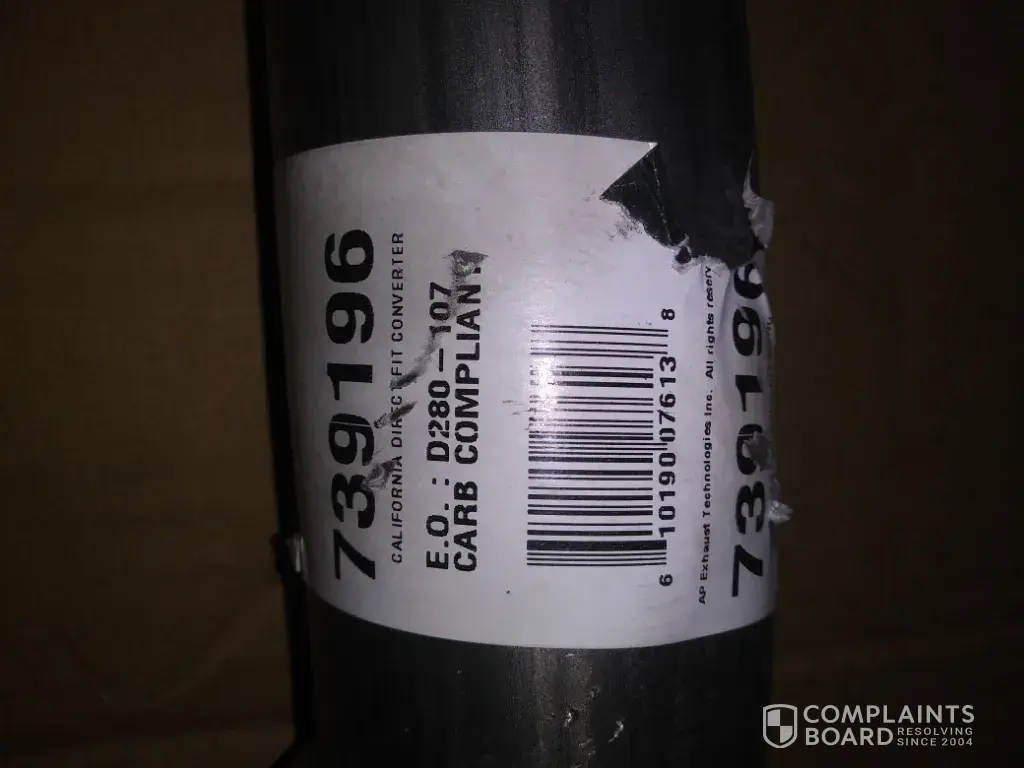 739196
CALIFORNIA DIRECT FIT CONVERTER
E.O. : D280-107
CARB COMPLIANT
6 10190 07613 8
AP Exhaust Technologies Inc. All rights
739196
COMPLAINTS
BOARD RESOLVING
SINCE 2004